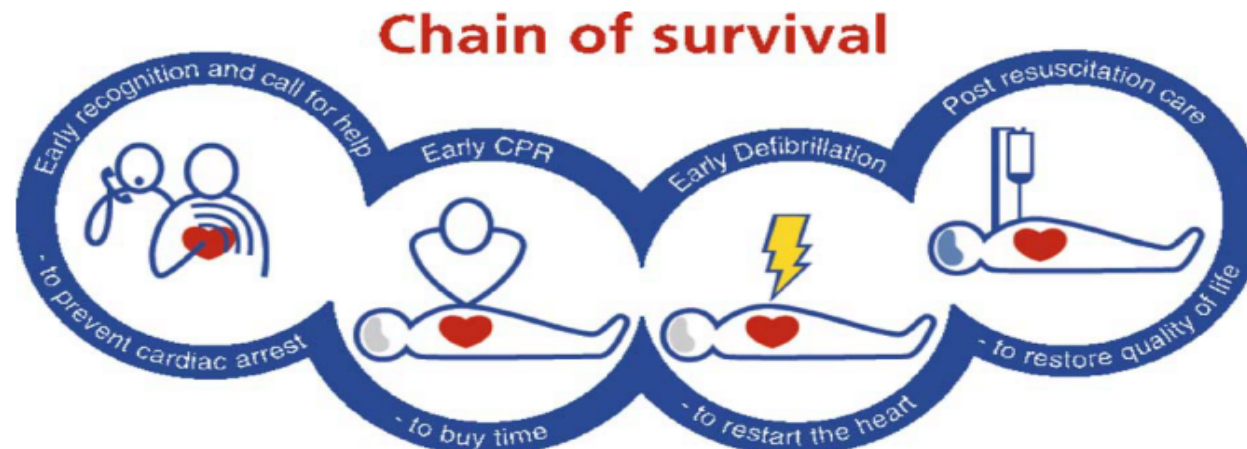 Chain of survival
Early recognition and call for help
- to prevent cardiac arrest
Early CPR
- to buy time
Early Defibrillation
- to restart the heart
Post resuscitation care
- to restore quality of life